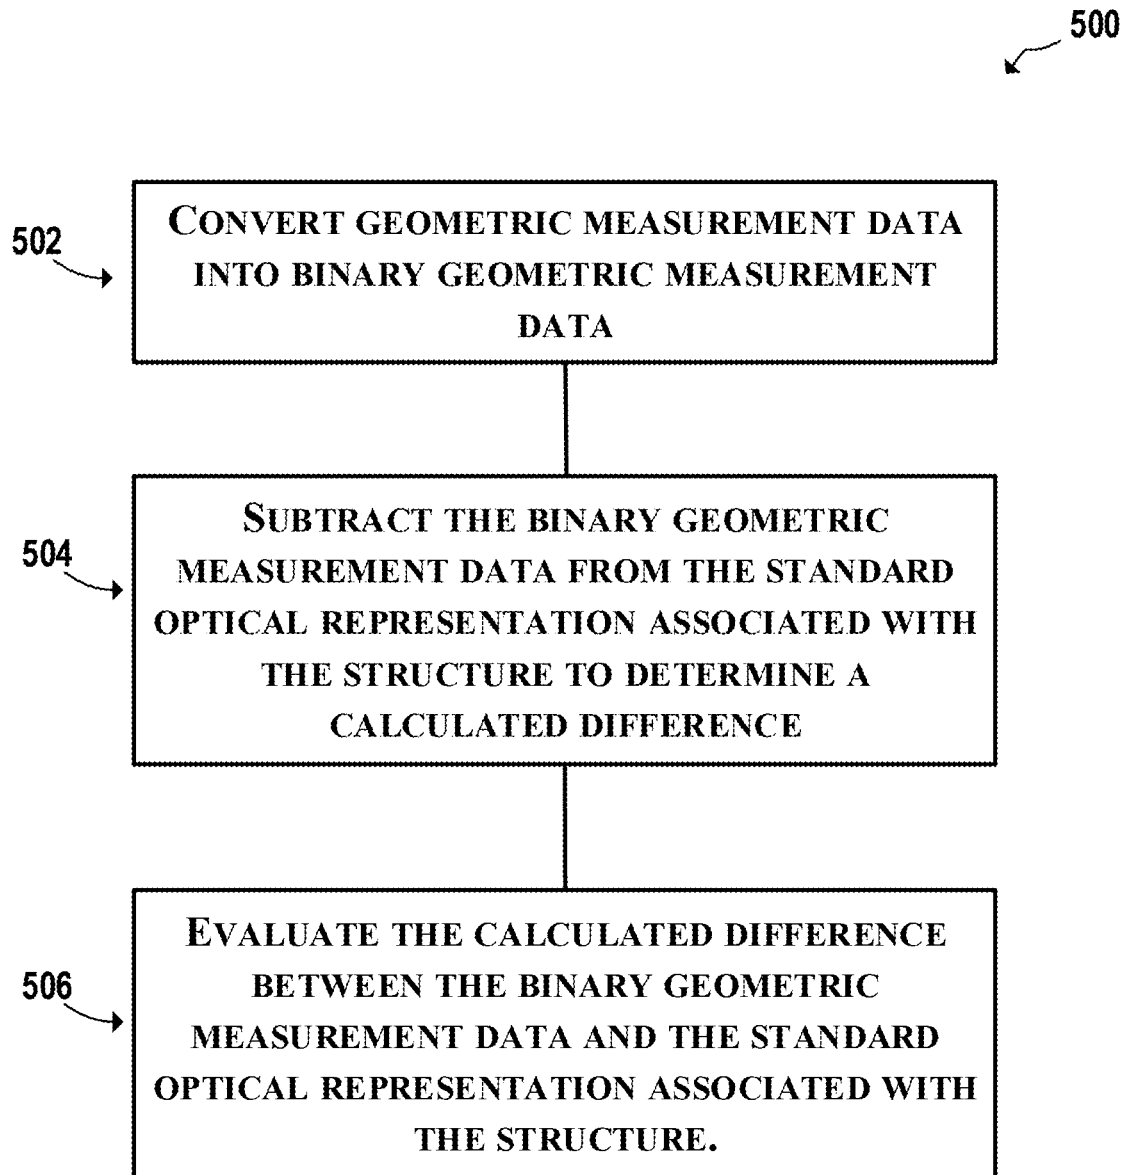 500
502
CONVERT GEOMETRIC MEASUREMENT DATA
INTO BINARY GEOMETRIC MEASUREMENT
DATA
504
SUBTRACT THE BINARY GEOMETRIC
MEASUREMENT DATA FROM THE STANDARD
OPTICAL REPRESENTATION ASSOCIATED WITH
THE STRUCTURE TO DETERMINE A
CALCULATED DIFFERENCE
506
EVALUATE THE CALCULATED DIFFERENCE
BETWEEN THE BINARY GEOMETRIC
MEASUREMENT DATA AND THE STANDARD
OPTICAL REPRESENTATION ASSOCIATED WITH
THE STRUCTURE.